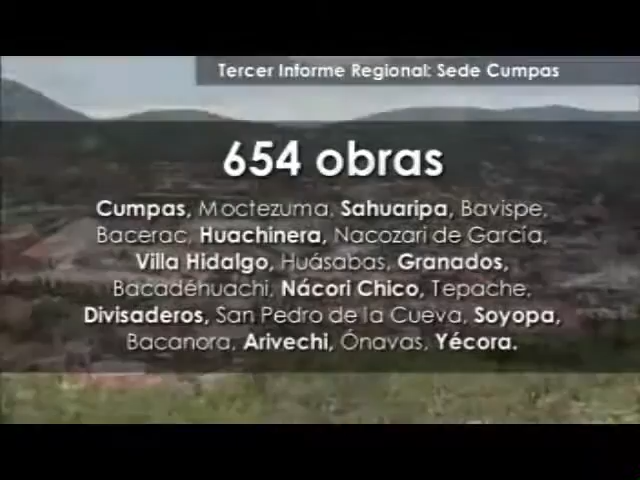 Tercer Informe Regional: Sede Cumpas
654 obras
Cumpas, Moctezuma, Sahuaripa, Bavispe,
Bacerac, Huachinera, Nacozari de García,
Villa Hidalgo, Huásabas, Granados,
Bacadéhuachi, Nácori Chico, Tepache,
Divisaderos, San Pedro de la Cueva, Soyopa,
Bacanora, Arivechi, Ónavas, Yécora.